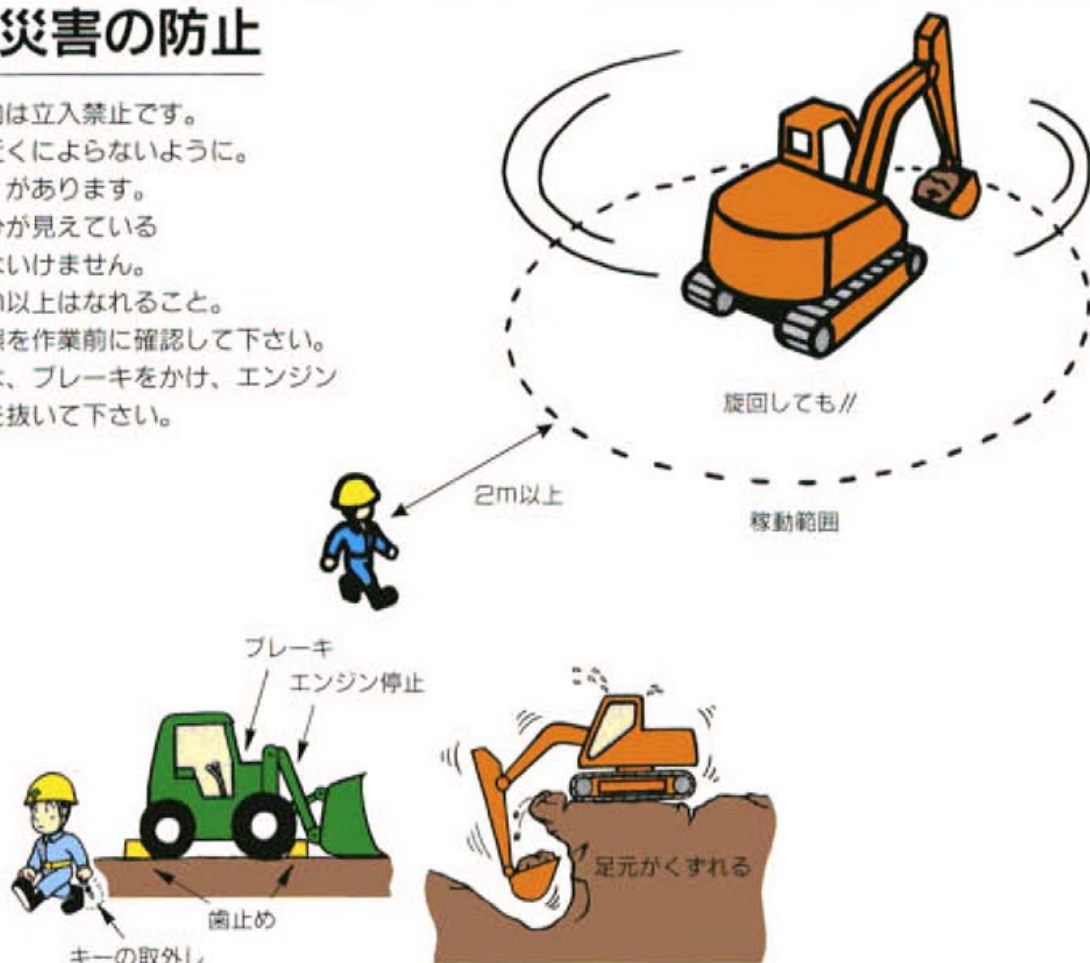 災害の防止
は立入禁止です。
くによらないように。
があります。
が見えている
いけません。
以上はなれること。
を作業前に確認して下さい。
、ブレーキをかけ、エンジン
抜いて下さい。
旋回しても//
2m以上
稼動範囲
ブレーキ
エンジン停止
足元がくずれる
歯止め
キーの取外し